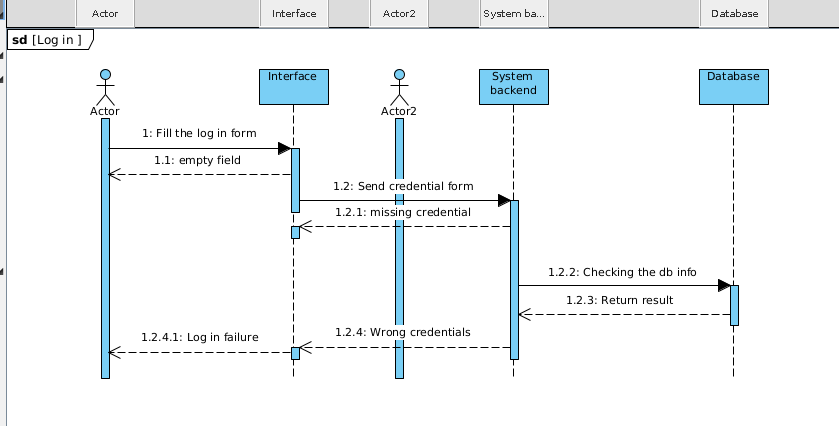 Actor Interface Actor2 System ba... Database
sd [Log in ]
Interface System Database
backend
Actor Actor2
1: Fill the log in form
1.1: empty field
1.2: Send credential form
1.2.1: missing credential
1.2.2: Checking the db info
1.2.3: Return result
1.2.4: Wrong credentials
1.2.4.1: Log in failure